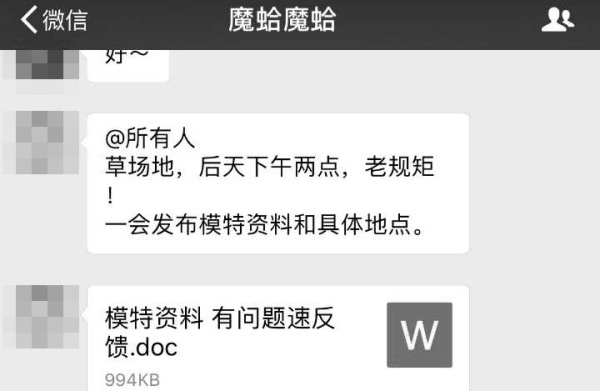 微信
魔蛤魔蛤
好～
@所有人
草场地，后天下午两点，老规矩
！
一会发布模特资料和具体地点。
模特资料 有问题速反
馈.doc
W
994KB